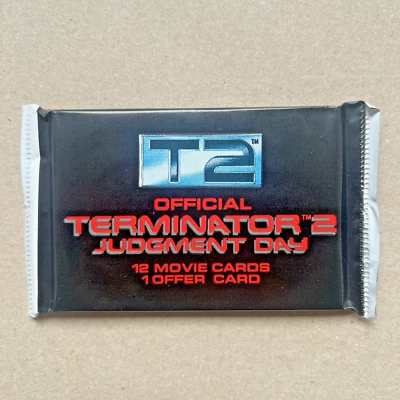 T2™
OFFICIAL
TERMINATOR™2
JUDGMENT DAY
12 MOVIE CARDS
1 OFFER CARD